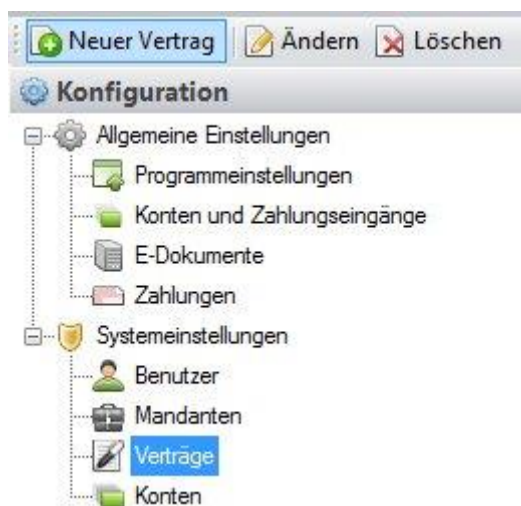 Neuer Vertrag Ändern Löschen
Konfiguration
Allgemeine Einstellungen
Programmeinstellungen
Konten und Zahlungseingänge
E-Dokumente
Zahlungen
Systemeinstellungen
Benutzer
Mandanten
Verträge
Konten